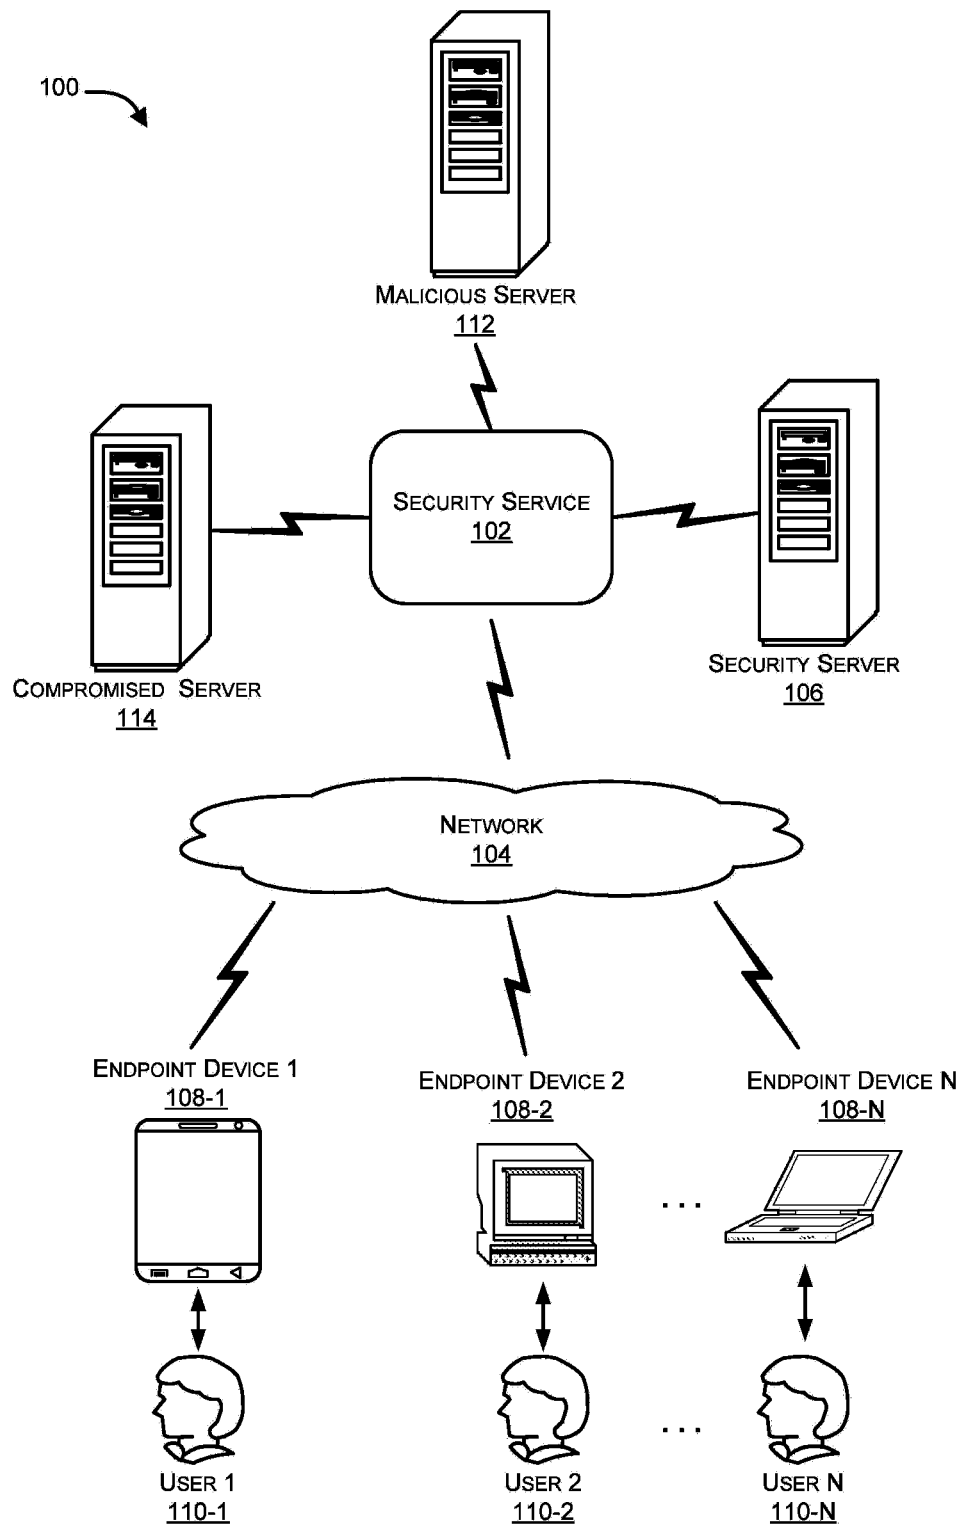 100
Malicious Server
112
Security Service
102
Security Server
106
Compromised Server
114
Network
104
Endpoint Device 1
108-1
Endpoint Device 2
108-2
Endpoint Device N
108-N
...
User 1
110-1
User 2
110-2
...
User N
110-N